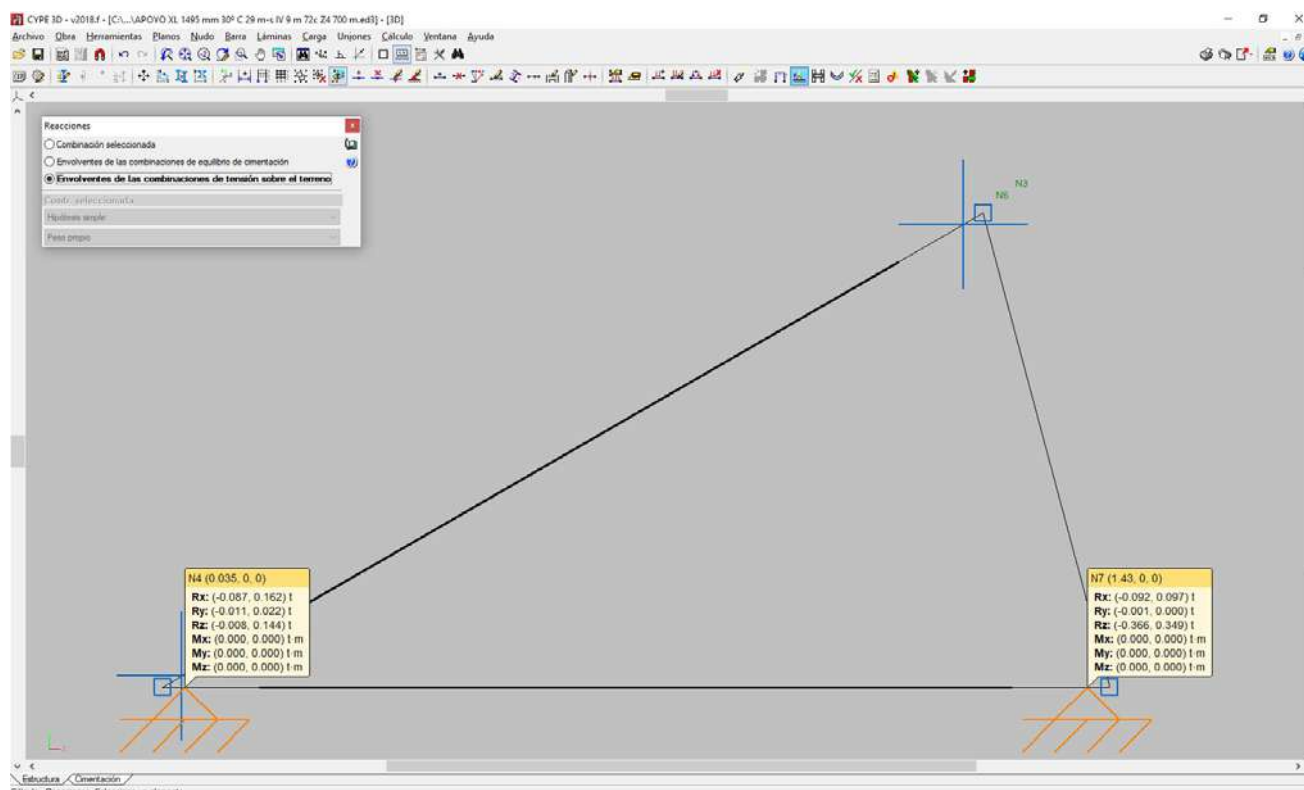 CYPE 3D - v2018.f - [C:\...\APOYO XL 1495 mm 30º C 29 m-s IV 9 m 72c Z4 700 m.ed3] - [3D]
Archivo Obra Herramientas Planos Nudo Barra Láminas Carga Uniones Cálculo Ventana Ayuda
Reacciones
Combinación seleccionada
Envolventes de las combinaciones de equilibrio de cimentación
Envolventes de las combinaciones de tensión sobre el terreno
Comb. seleccionada
Hipótesis simple
Peso propio
N3
N6
N4 (0.035, 0, 0)
Rx: (-0.087, 0.162) t
Ry: (-0.011, 0.022) t
Rz: (-0.008, 0.144) t
Mx: (0.000, 0.000) t·m
My: (0.000, 0.000) t·m
Mz: (0.000, 0.000) t·m
N7 (1.43, 0, 0)
Rx: (-0.092, 0.097) t
Ry: (-0.001, 0.000) t
Rz: (-0.366, 0.349) t
Mx: (0.000, 0.000) t·m
My: (0.000, 0.000) t·m
Mz: (0.000, 0.000) t·m
Estructura Cimentación